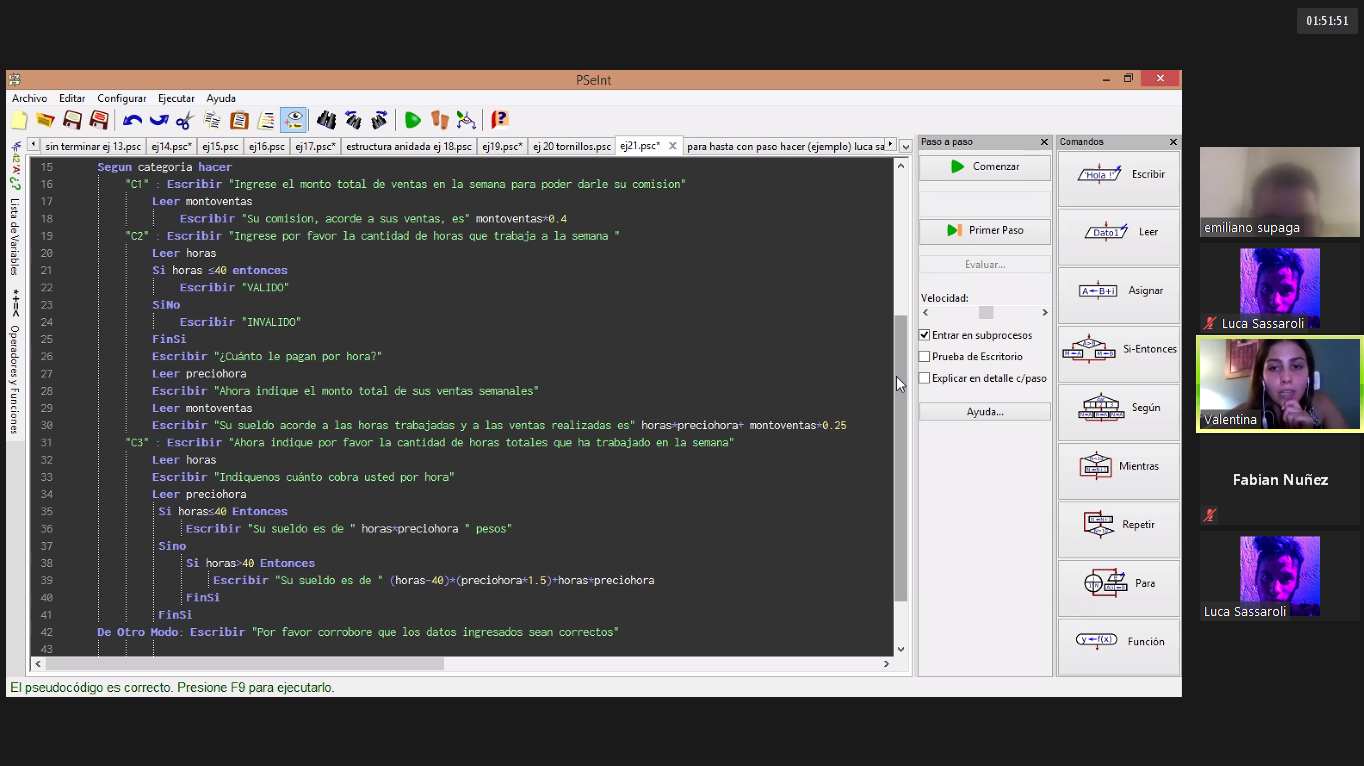 01:51:51
PSeInt
Archivo Editar Configurar Ejecutar Ayuda
sin terminar ej 13.psc ej14.psc* ej15.psc ej16.psc ej17.psc* estructura anidada ej 18.psc ej19.psc* ej 20 tornillos.psc ej21.psc* para hasta con paso hacer (ejemplo) luca sa
Lista de Variables
Operadores y Funciones
15 Segun categoria hacer
16 "C1" : Escribir "Ingrese el monto total de ventas en la semana para poder darle su comision"
17 Leer montoventas
18 Escribir "Su comision, acorde a sus ventas, es" montoventas*0.4
19 "C2" : Escribir "Ingrese por favor la cantidad de horas que trabaja a la semana "
20 Leer horas
21 Si horas ≤40 entonces
22 Escribir "VALIDO"
23 SiNo
24 Escribir "INVALIDO"
25 FinSi
26 Escribir "¿Cuánto le pagan por hora?"
27 Leer preciohora
28 Escribir "Ahora indique el monto total de sus ventas semanales"
29 Leer montoventas
30 Escribir "Su sueldo acorde a las horas trabajadas y a las ventas realizadas es" horas*preciohora+ montoventas*0.25
31 "C3" : Escribir "Ahora indique por favor la cantidad de horas totales que ha trabajado en la semana"
32 Leer horas
33 Escribir "Indiquenos cuánto cobra usted por hora"
34 Leer preciohora
35 Si horas≤40 Entonces
36 Escribir "Su sueldo es de " horas*preciohora " pesos"
37 Sino
38 Si horas>40 Entonces
39 Escribir "Su sueldo es de " (horas-40)*(preciohora*1.5)+horas*preciohora
40 FinSi
41 FinSi
42 De Otro Modo: Escribir "Por favor corrobore que los datos ingresados sean correctos"
43
El pseudocódigo es correcto. Presione F9 para ejecutarlo.
Paso a paso
Comenzar
Primer Paso
Evaluar...
Velocidad:
Entrar en subprocesos
Prueba de Escritorio
Explicar en detalle c/paso
Ayuda...
Comandos
'Hola !' Escribir
Dato1 Leer
A←B+i Asignar
Si-Entonces
Según
Mientras
Repetir
Para
y←f(x) Función
emiliano supaga
Luca Sassaroli
Valentina
Fabian Nuñez
Luca Sassaroli